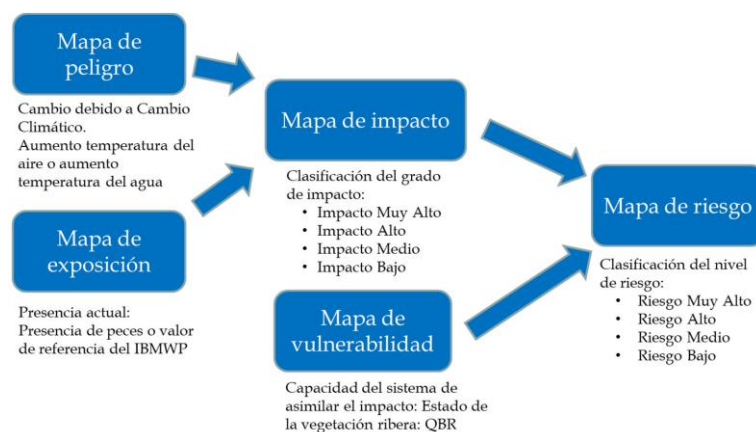 Mapa de
peligro
Cambio debido a Cambio
Climático.
Aumento temperatura del
aire o aumento
temperatura del agua
Mapa de
exposición
Presencia actual:
Presencia de peces o valor
de referencia del IBMWP
Mapa de impacto
Clasificación del grado
de impacto:
• Impacto Muy Alto
• Impacto Alto
• Impacto Medio
• Impacto Bajo
Mapa de
vulnerabilidad
Capacidad del sistema de
asimilar el impacto: Estado de
la vegetación ribera: QBR
Mapa de riesgo
Clasificación del nivel
de riesgo:
• Riesgo Muy Alto
• Riesgo Alto
• Riesgo Medio
• Riesgo Bajo